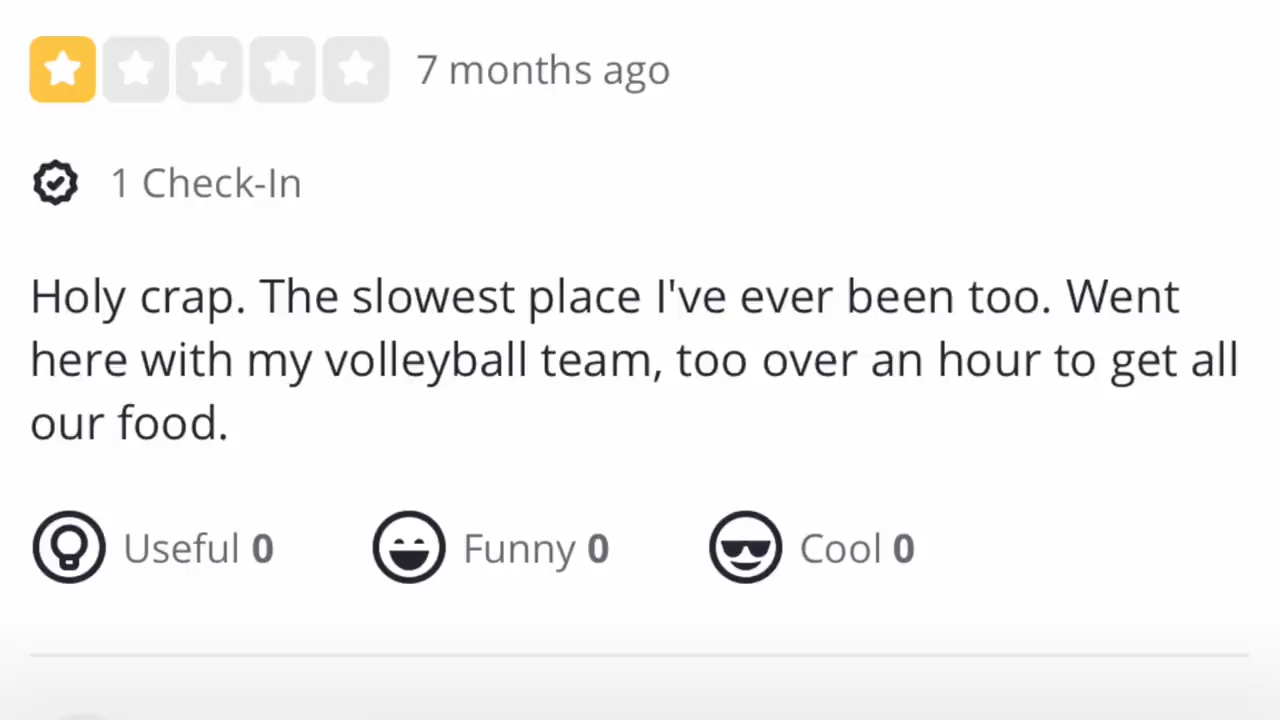 7 months ago
1 Check-In
Holy crap. The slowest place I've ever been too. Went
here with my volleyball team, too over an hour to get all
our food.
Useful 0 Funny 0 Cool 0